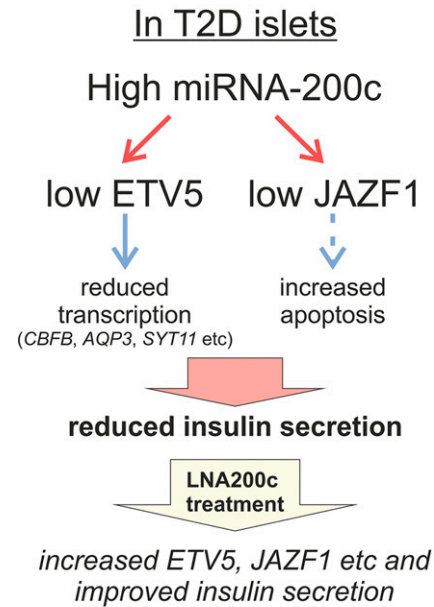 In T2D islets
High miRNA-200c
low ETV5 low JAZF1
reduced increased
transcription apoptosis
(CBFB, AQP3, SYT11 etc)
reduced insulin secretion
LNA200c
treatment
increased ETV5, JAZF1 etc and
improved insulin secretion